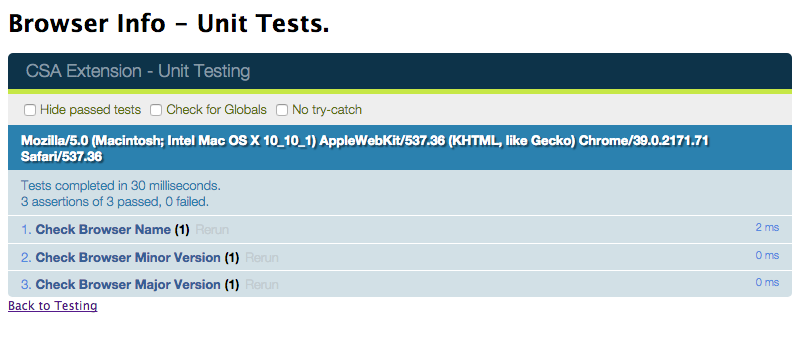 Browser Info - Unit Tests.
CSA Extension - Unit Testing
Hide passed tests Check for Globals No try-catch
Mozilla/5.0 (Macintosh; Intel Mac OS X 10_10_1) AppleWebKit/537.36 (KHTML, like Gecko) Chrome/39.0.2171.71
Safari/537.36
Tests completed in 30 milliseconds.
3 assertions of 3 passed, 0 failed.
1. Check Browser Name (1) Rerun 2 ms
2. Check Browser Minor Version (1) Rerun 0 ms
3. Check Browser Major Version (1) Rerun 0 ms
Back to Testing